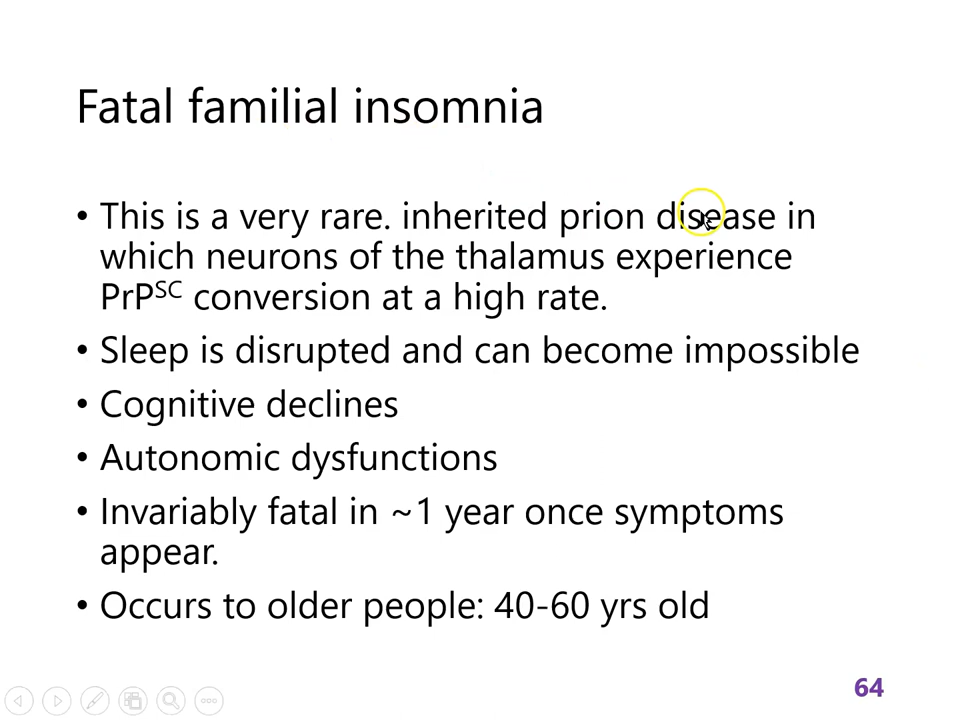 Fatal familial insomnia
• This is a very rare. inherited prion disease in
which neurons of the thalamus experience
PrPSC conversion at a high rate.
• Sleep is disrupted and can become impossible
• Cognitive declines
• Autonomic dysfunctions
• Invariably fatal in ~1 year once symptoms
appear.
• Occurs to older people: 40-60 yrs old
64